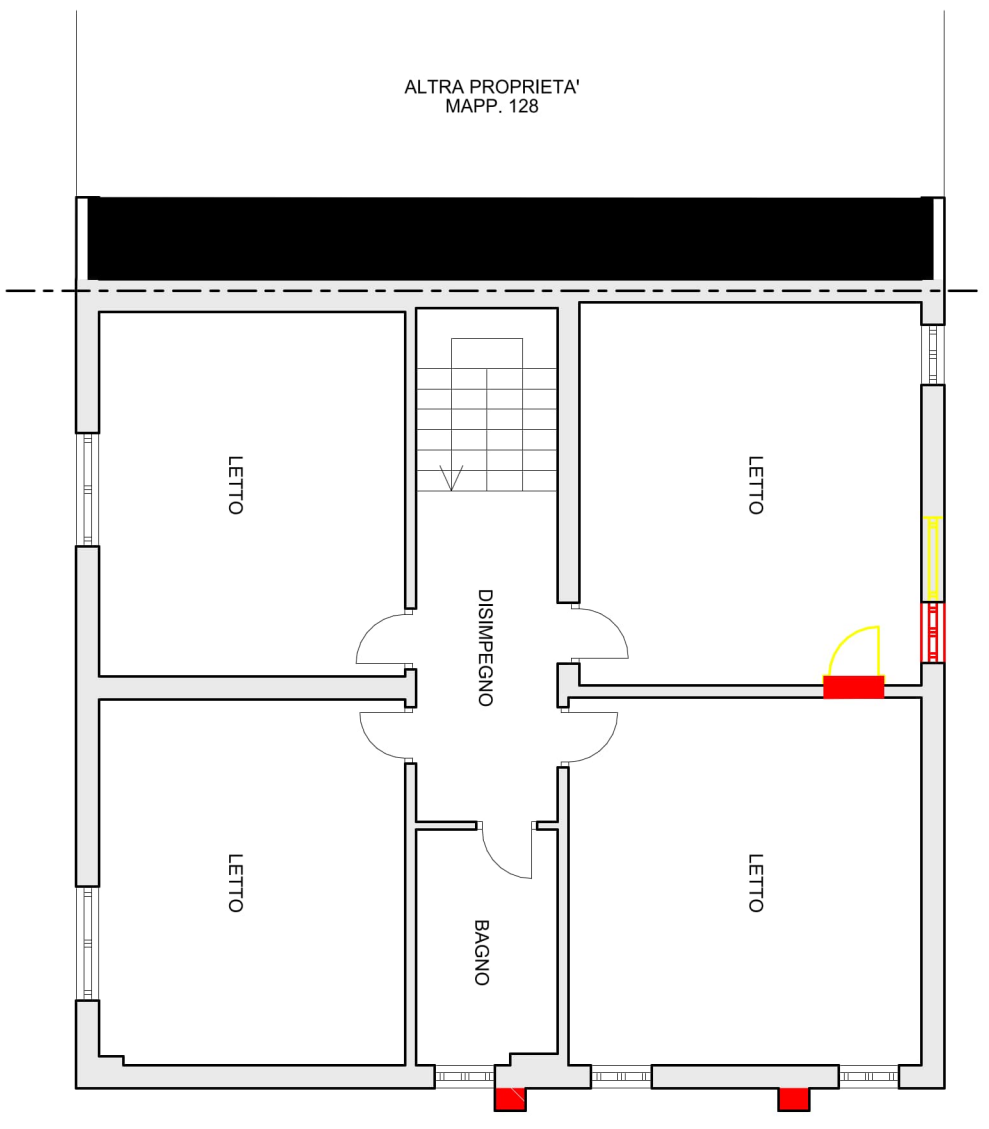 ALTRA PROPRIETA'
MAPP. 128
LETTO
LETTO
DISIMPEGNO
LETTO
LETTO
BAGNO